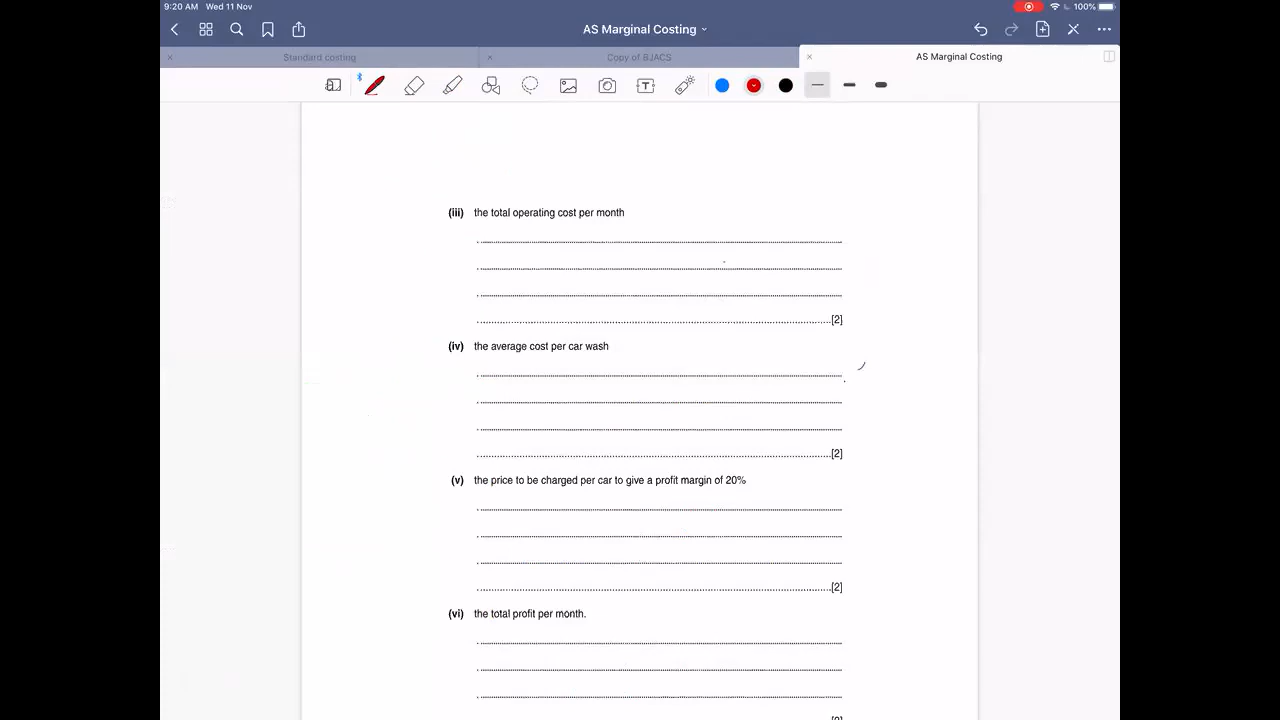 9:20 AM Wed 11 Nov
100%
AS Marginal Costing
Standard costing
Copy of BJACS
AS Marginal Costing
T
(iii) the total operating cost per month
[2]
(iv) the average cost per car wash
[2]
(v) the price to be charged per car to give a profit margin of 20%
[2]
(vi) the total profit per month.